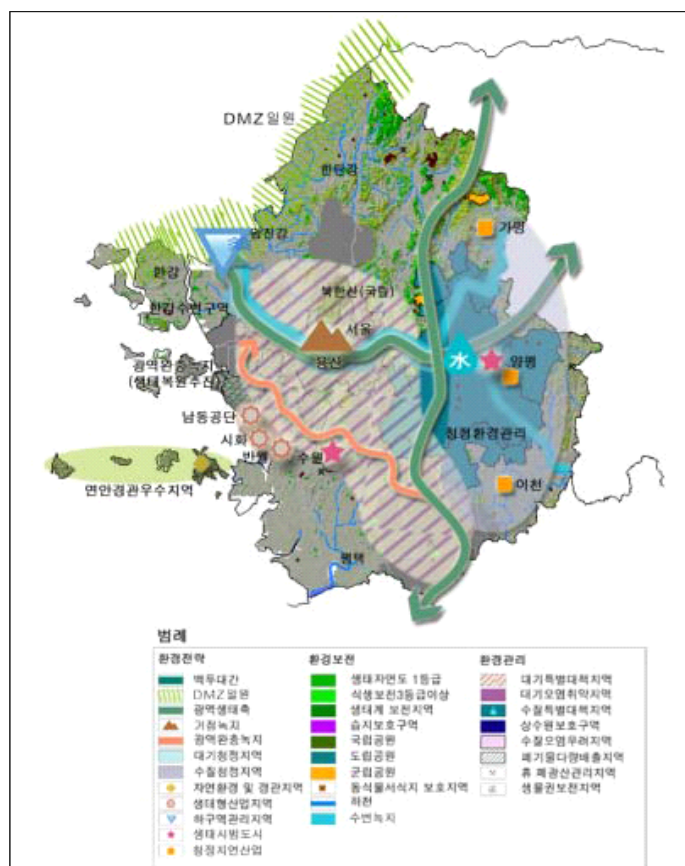 DMZ일원
한탄강
임진강
가평
한강
북한산(국립)
한강수변구역
서울
용산
水
양평
광역완충녹지
(생태복원추진)
남동공단
청정환경관리
시화
반월
수원
이천
연안경관우수지역
평택
범례
환경전략
백두대간
DMZ일원
광역생태축
거점녹지
광역완충녹지
대기청정지역
수질청정지역
자연환경 및 경관지역
생태형산업지역
하구역관리지역
생태시범도시
청정자연산업
환경보전
생태자연도 1등급
식생보전3등급이상
생태계 보전지역
습지보호구역
국립공원
도립공원
군립공원
동식물서식지 보호지역
하천
수변녹지
환경관리
대기특별대책지역
대기오염취약지역
수질특별대책지역
상수원보호구역
수질오염우려지역
폐기물다량배출지역
휴 폐광산관리지역
생물권보전지역